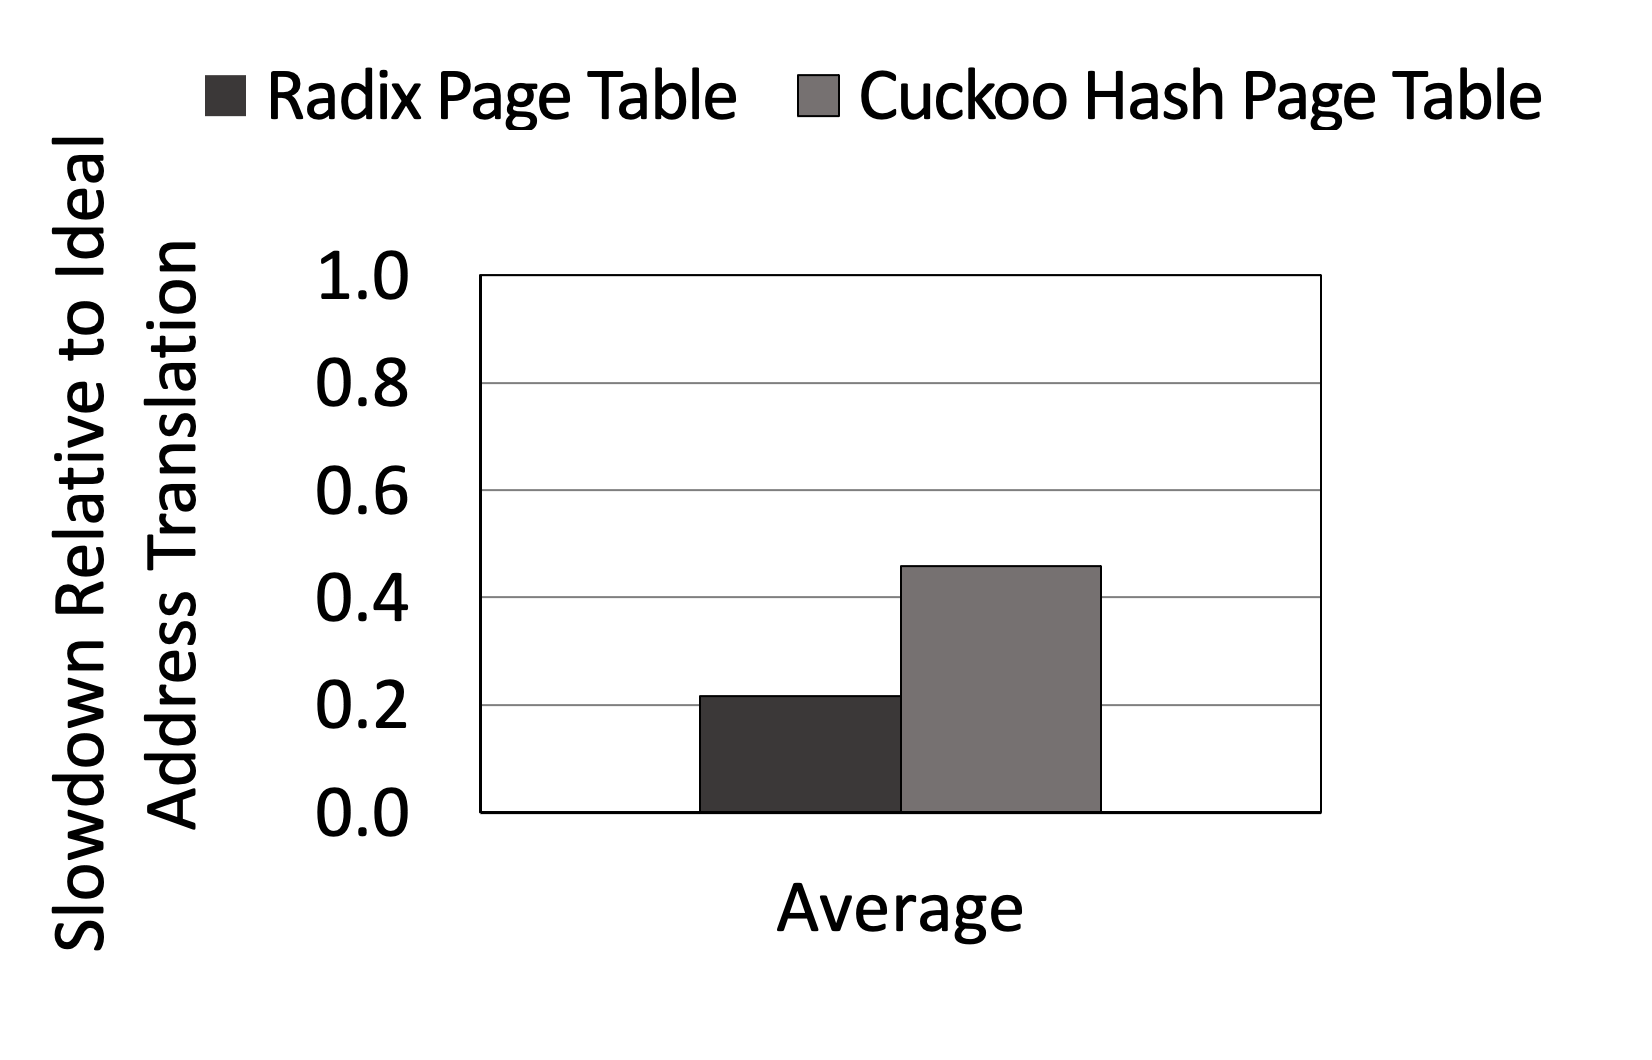 Radix Page Table
Cuckoo Hash Page Table
Slowdown Relative to Ideal
Address Translation
1.0
0.8
0.6
0.4
0.2
0.0
Average